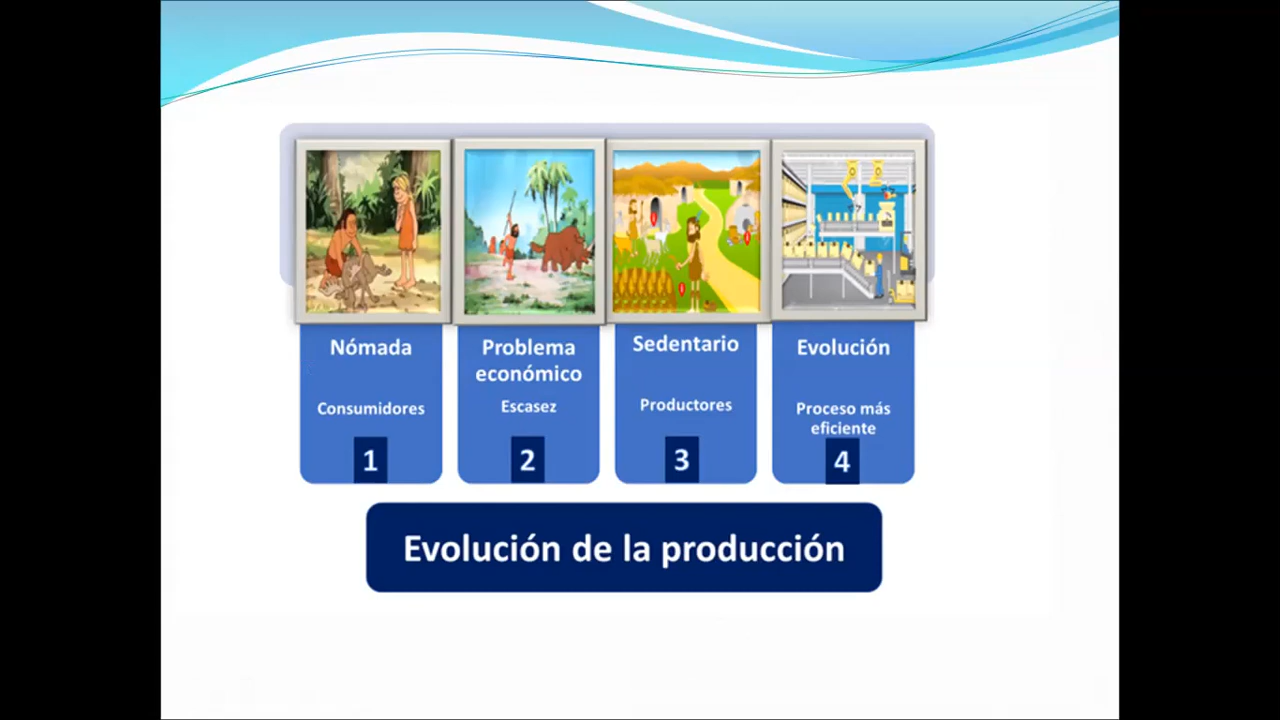 Nómada
Consumidores
1
Problema
económico
Escasez
2
Sedentario
Productores
3
Evolución
Proceso más
eficiente
4
Evolución de la producción